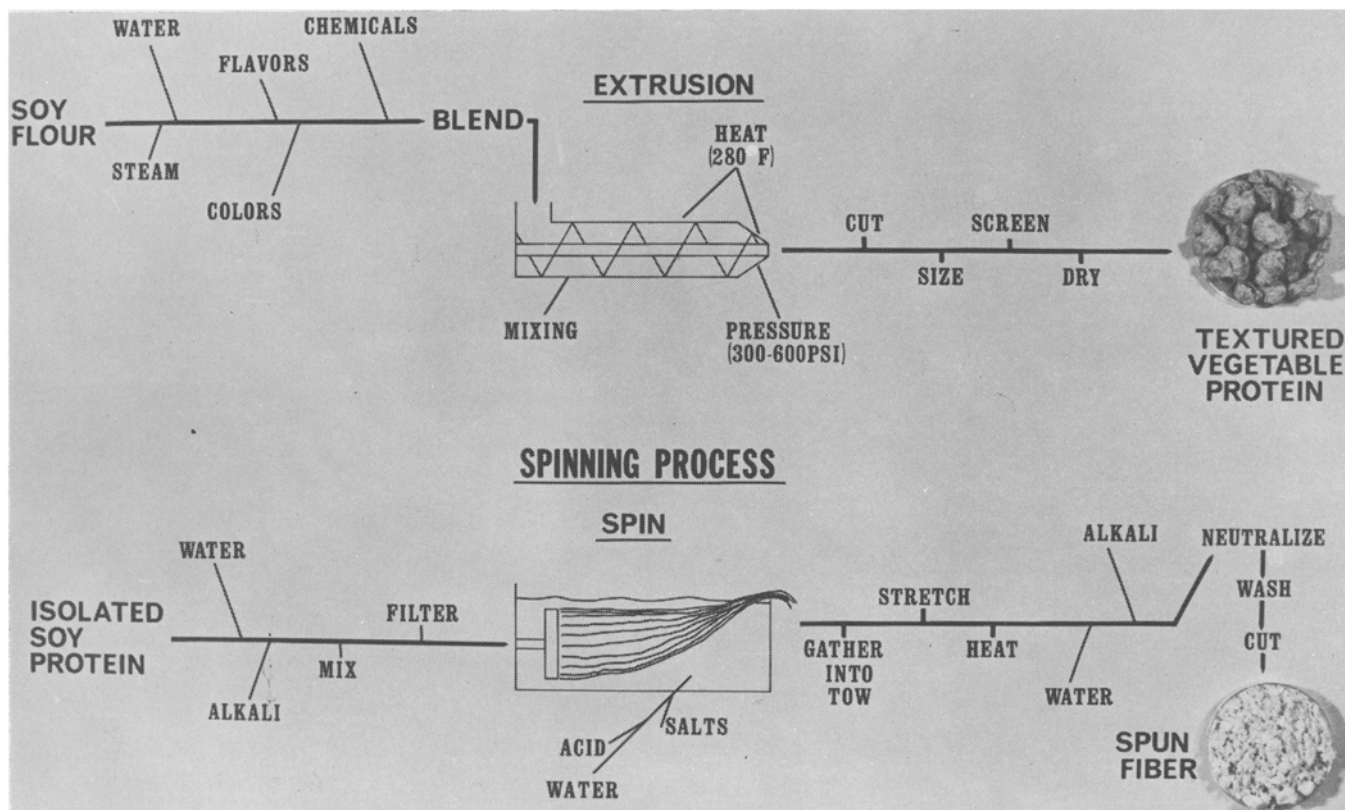 WATER
CHEMICALS
FLAVORS
SOY
FLOUR
BLEND
STEAM
COLORS
EXTRUSION
HEAT
(280 F)
MIXING
PRESSURE
(300-600PSI)
CUT
SCREEN
SIZE
DRY
TEXTURED
VEGETABLE
PROTEIN
SPINNING PROCESS
SPIN
WATER
FILTER
ISOLATED
SOY
PROTEIN
MIX
ALKALI
ACID
SALTS
WATER
STRETCH
GATHER
INTO
TOW
HEAT
ALKALI
WATER
NEUTRALIZE
WASH
CUT
SPUN
FIBER